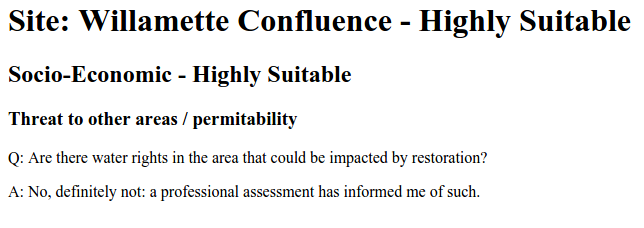 Site: Willamette Confluence - Highly Suitable
Socio-Economic - Highly Suitable
Threat to other areas / permitability
Q: Are there water rights in the area that could be impacted by restoration?
A: No, definitely not: a professional assessment has informed me of such.